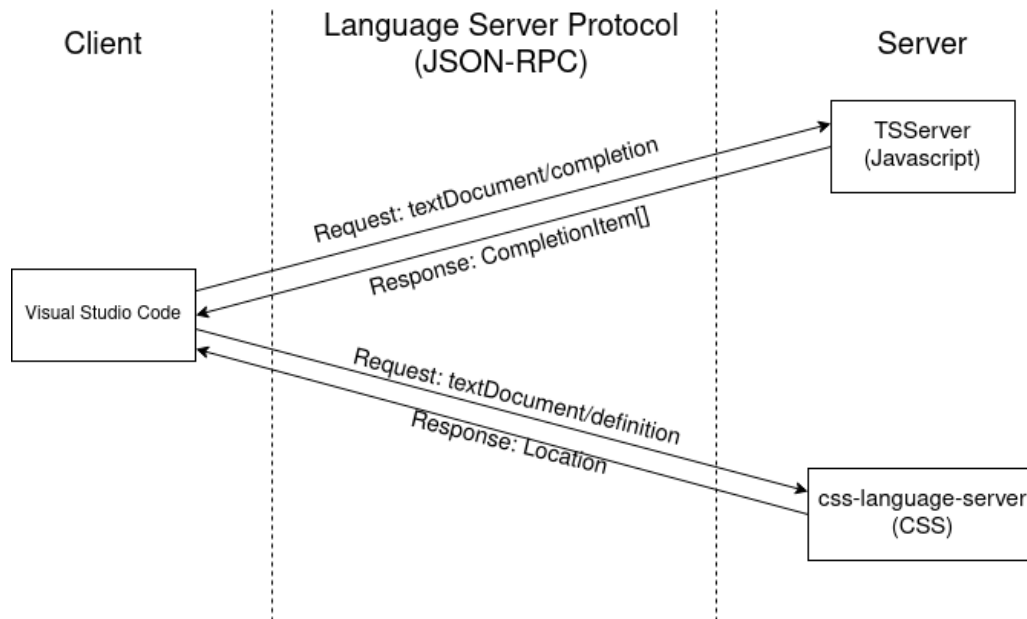 Client
Language Server Protocol
(JSON-RPC)
Server
TSServer
(Javascript)
Request: textDocument/completion
Response: CompletionItem[]
Visual Studio Code
Request: textDocument/definition
Response: Location
css-language-server
(CSS)